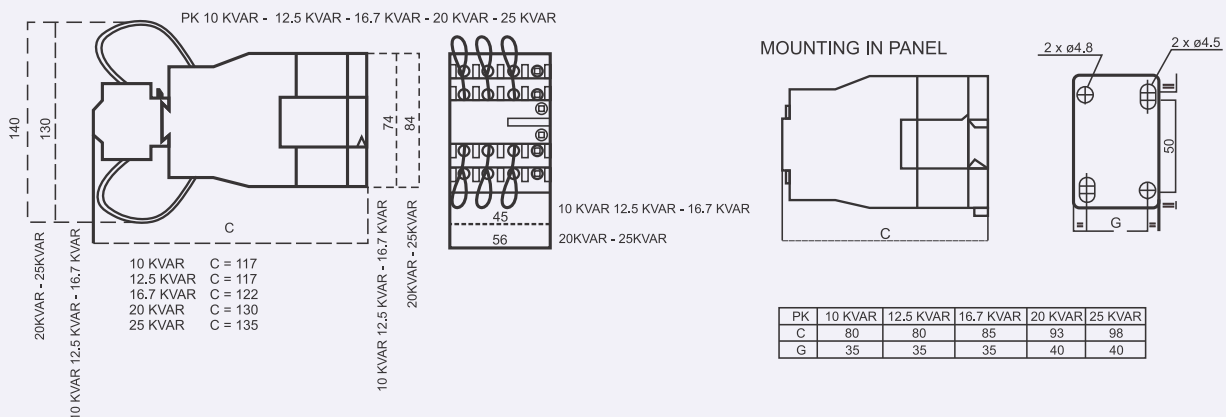 PK 10 KVAR - 12.5 KVAR - 16.7 KVAR - 20 KVAR - 25 KVAR
140
130
74
84
C
20KVAR - 25KVAR
10 KVAR 12.5 KVAR - 16.7 KVAR
10 KVAR C = 117
12.5 KVAR C = 117
16.7 KVAR C = 122
20 KVAR C = 130
25 KVAR C = 135
10 KVAR 12.5 KVAR - 16.7 KVAR
20KVAR - 25KVAR
45
10 KVAR 12.5 KVAR - 16.7 KVAR
56
20KVAR - 25KVAR
MOUNTING IN PANEL
C
2 x ø4.8
2 x ø4.5
50
=
=
= G =
PK 10 KVAR 12.5 KVAR 16.7 KVAR 20 KVAR 25 KVAR
C 80 80 85 93 98
G 35 35 35 40 40